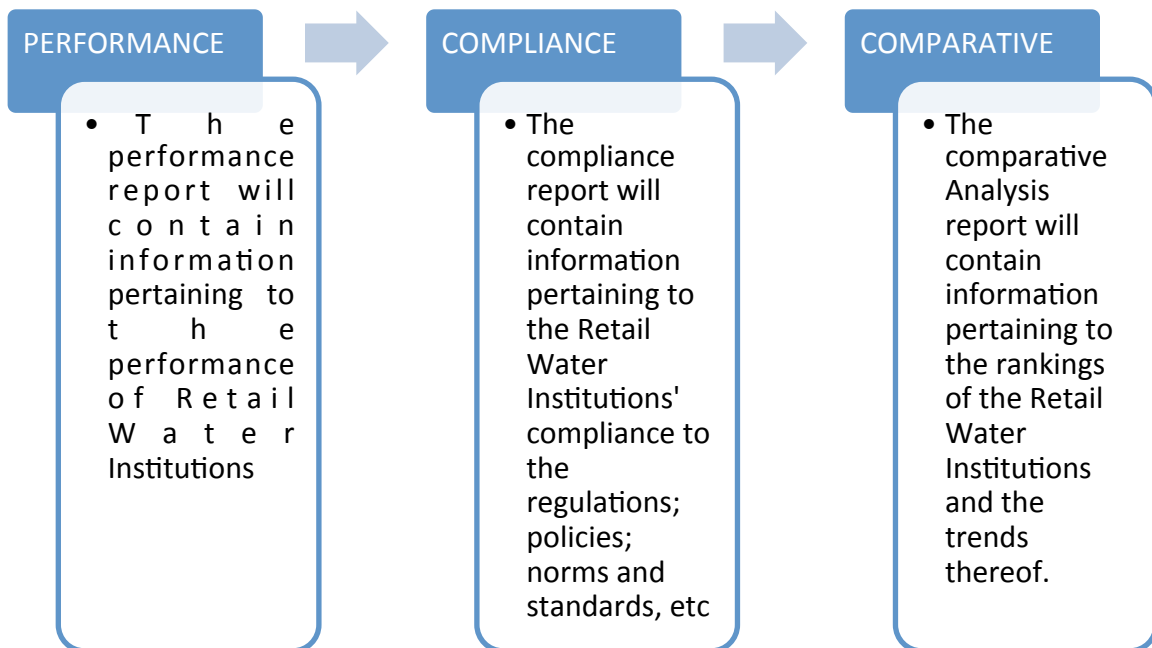 PERFORMANCE
• The
performance
report will
contain
information
pertaining to
the
performance
of Retail
Water
Institutions
COMPLIANCE
• The
compliance
report will
contain
information
pertaining to
the Retail
Water
Institutions'
compliance to
the
regulations;
policies;
norms and
standards, etc
COMPARATIVE
• The
comparative
Analysis
report will
contain
information
pertaining to
the rankings
of the Retail
Water
Institutions
and the
trends
thereof.